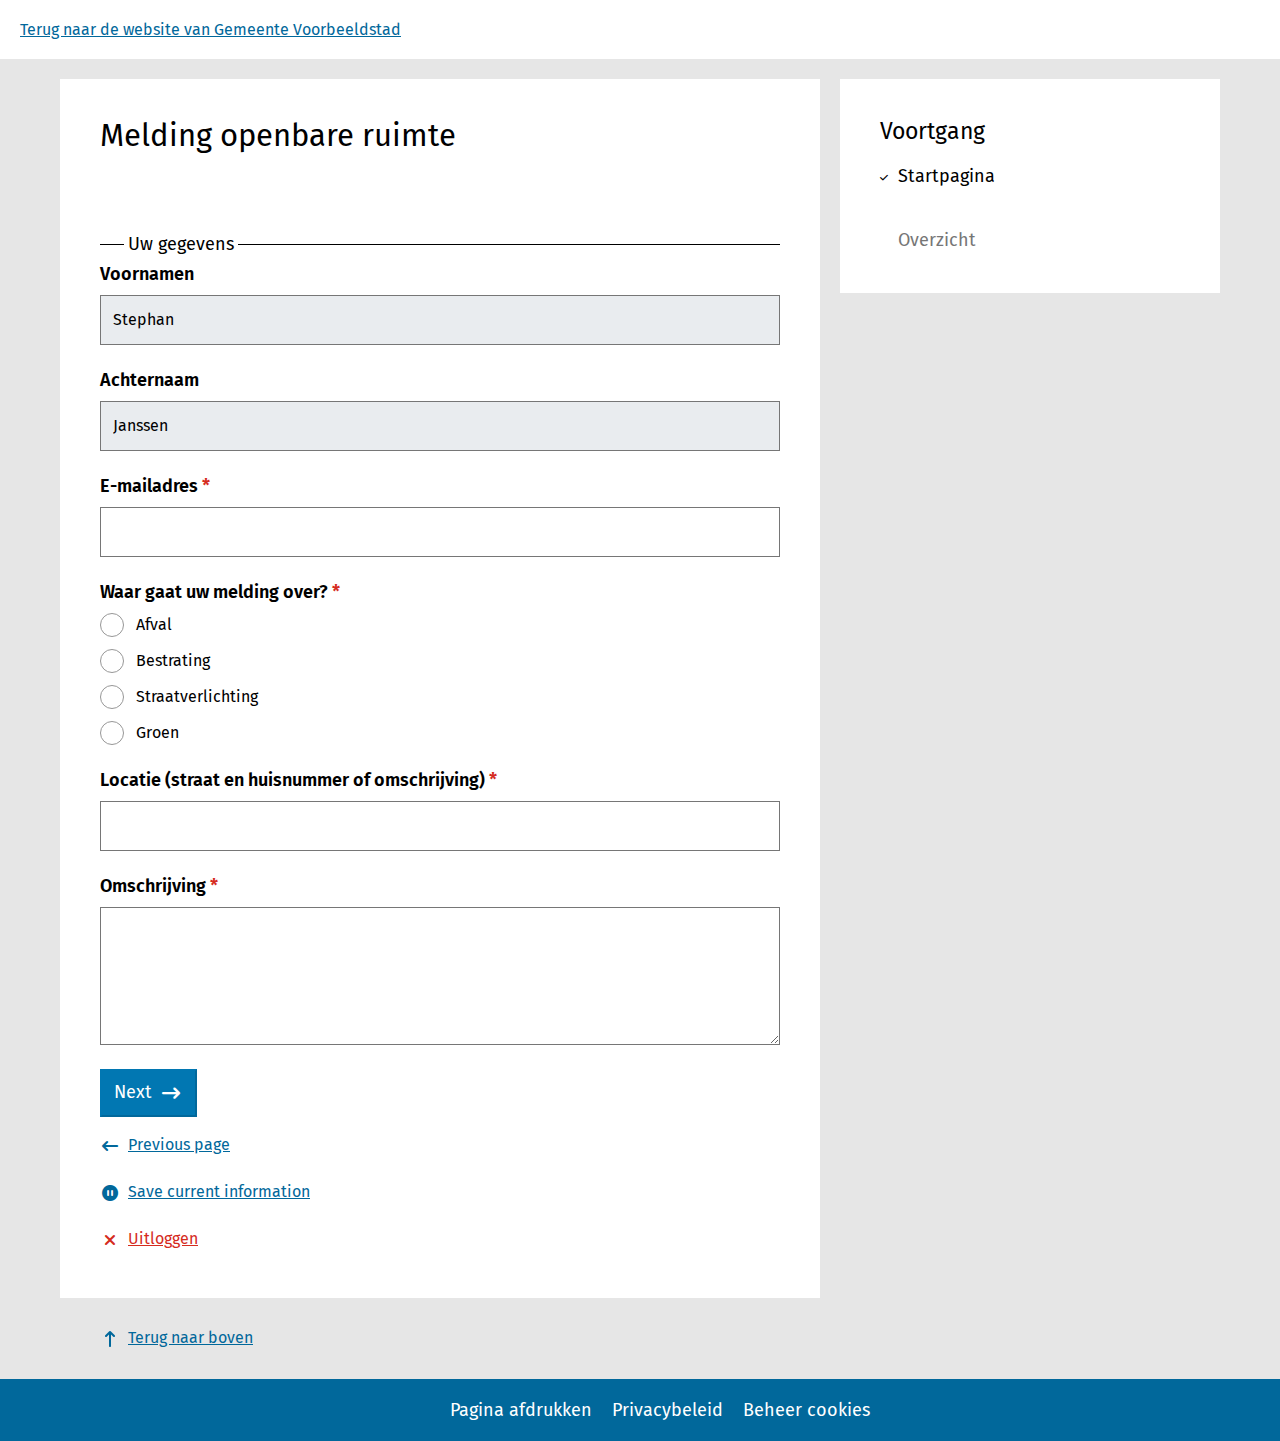 Terug naar de website van Gemeente Voorbeeldstad
Melding openbare ruimte
Uw gegevens
Voornamen
Stephan
Achternaam
Janssen
E-mailadres *
Waar gaat uw melding over? *
Afval
Bestrating
Straatverlichting
Groen
Locatie (straat en huisnummer of omschrijving) *
Omschrijving *
Next
Previous page
Save current information
Uitloggen
Voortgang
Startpagina
Overzicht
Terug naar boven
Pagina afdrukken Privacybeleid Beheer cookies